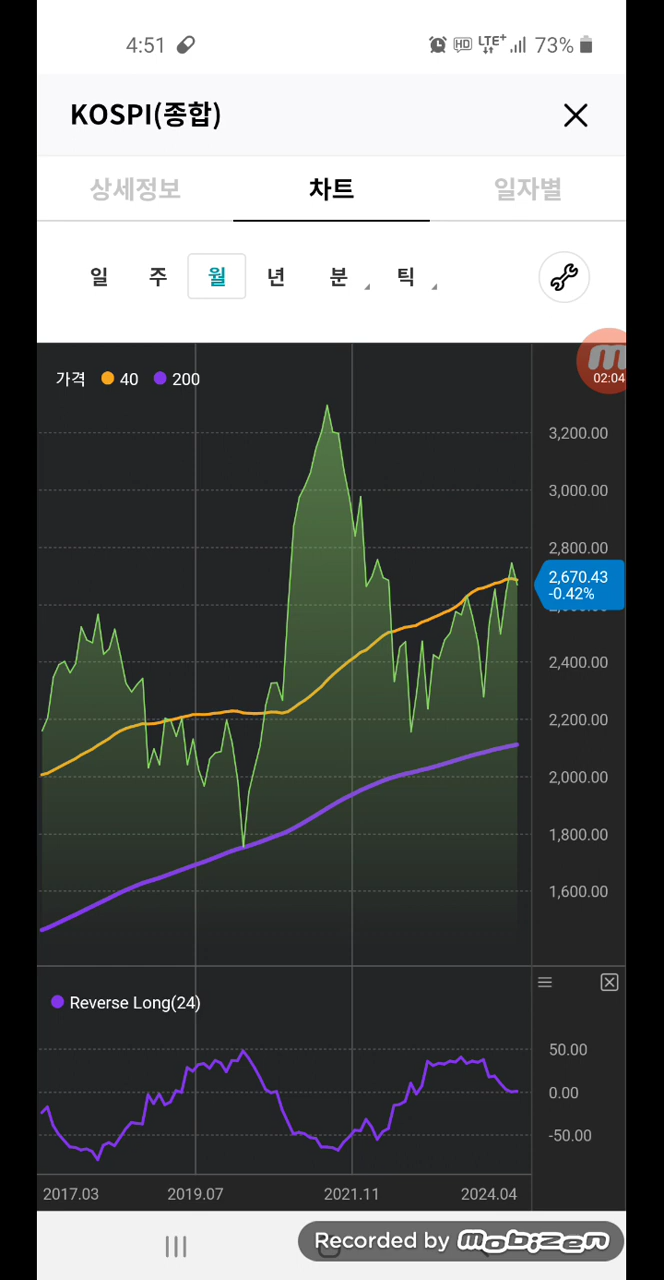 4:51 HD LTE+ 73%
KOSPI(종합)
상세정보 차트 일자별
일 주 월 년 분 틱
가격 40 200
02:04
3,200.00
3,000.00
2,800.00
2,670.43
-0.42%
2,400.00
2,200.00
2,000.00
1,800.00
1,600.00
Reverse Long(24)
50.00
0.00
-50.00
2017.03 2019.07 2021.11 2024.04
Recorded by mobizen